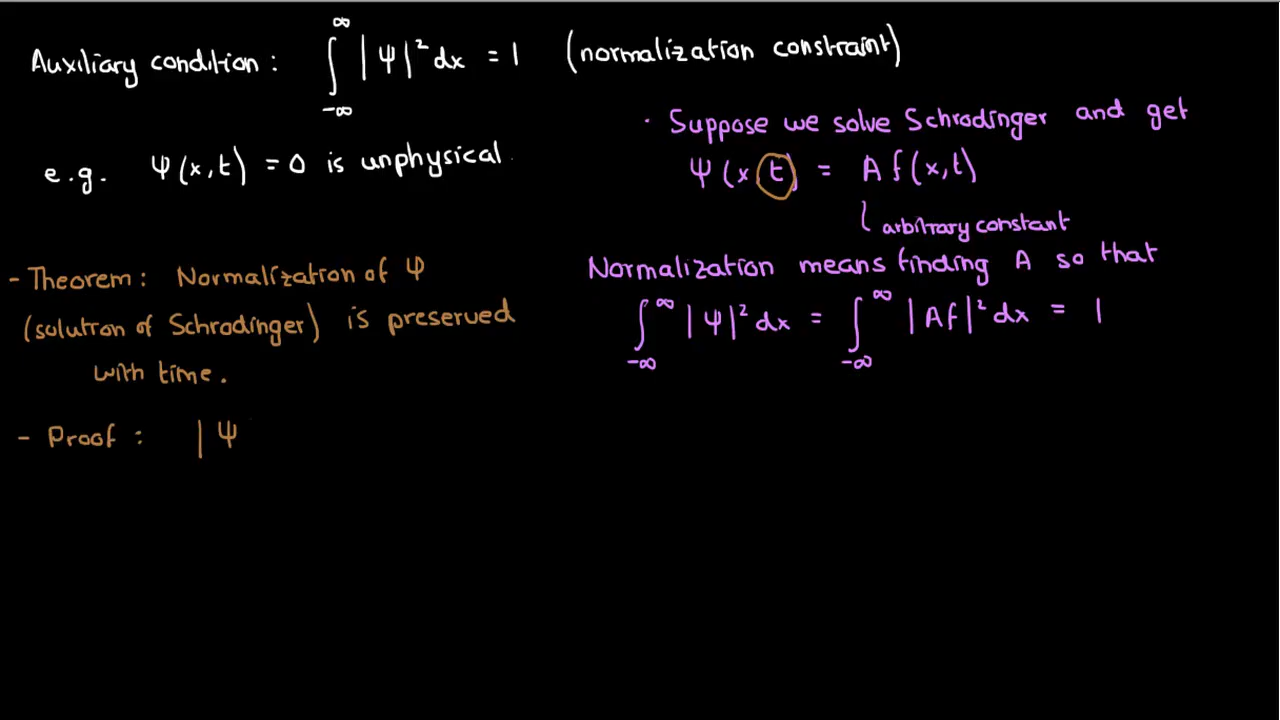 Auxiliary condition: ∫_{-∞}^{∞} |Ψ|² dx = 1 (normalization constraint)
e.g. Ψ(x,t) = 0 is unphysical.
· Suppose we solve Schrodinger and get
Ψ(x t) = A f(x,t)
arbitrary constant
Normalization means finding A so that
∫_{-∞}^{∞} |Ψ|² dx = ∫_{-∞}^{∞} |Af|² dx = 1
- Theorem: Normalization of Ψ
(solution of Schrodinger) is preserved
with time.
- Proof: |Ψ